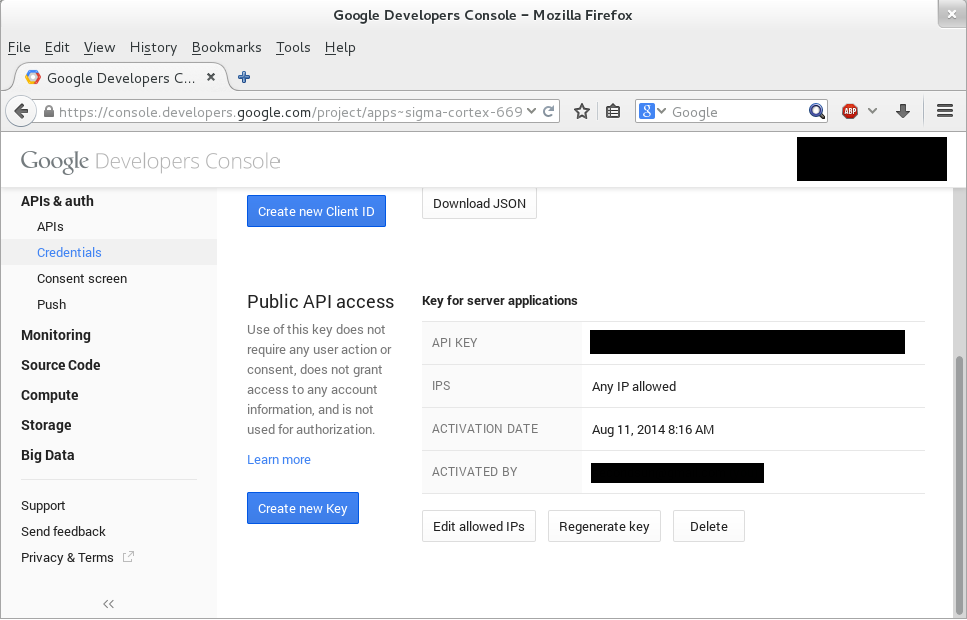 Google Developers Console – Mozilla Firefox
File Edit View History Bookmarks Tools Help
Google Developers C...
https://console.developers.google.com/project/apps~sigma-cortex-669
8 Google
ABP
Google Developers Console
APIs & auth
APIs
Credentials
Consent screen
Push
Monitoring
Source Code
Compute
Storage
Big Data
Support
Send feedback
Privacy & Terms
Create new Client ID
Download JSON
Public API access
Use of this key does not
require any user action or
consent, does not grant
access to any account
information, and is not
used for authorization.
Learn more
Create new Key
Key for server applications
API KEY
IPS Any IP allowed
ACTIVATION DATE Aug 11, 2014 8:16 AM
ACTIVATED BY
Edit allowed IPs Regenerate key Delete